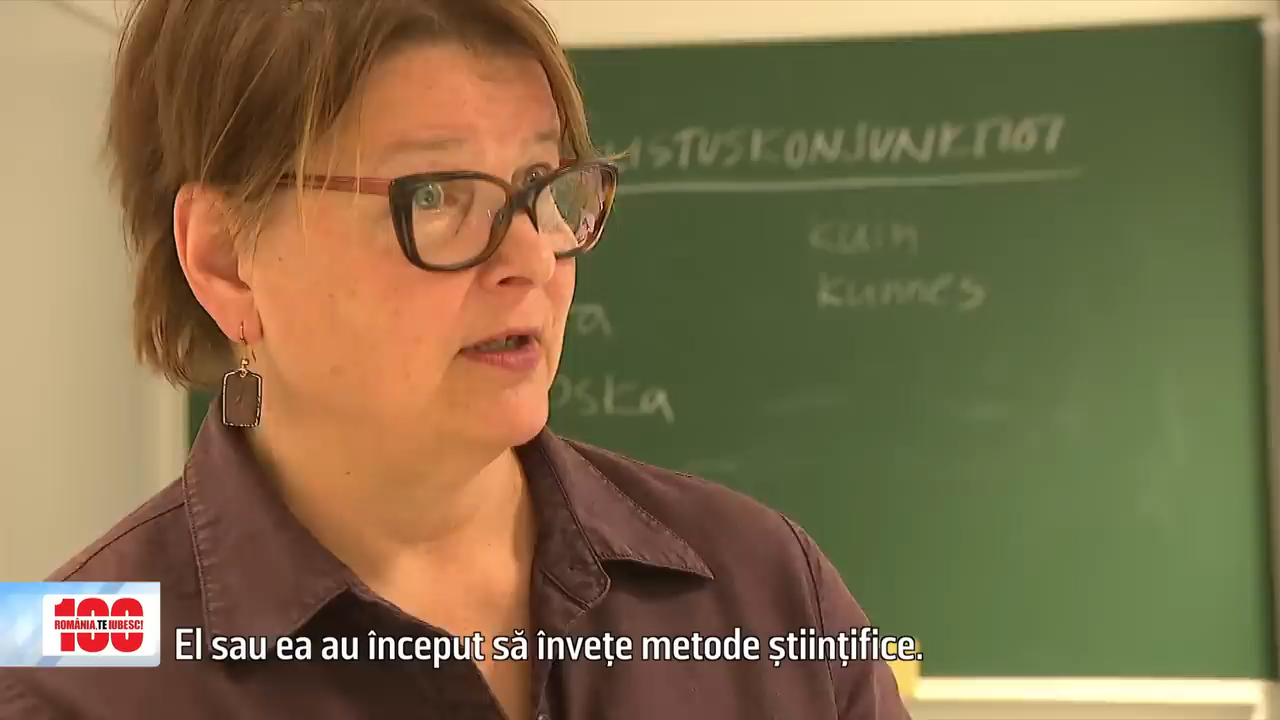 kuin
kunnes
100
ROMÂNIA, TE IUBESC!
El sau ea au început să învețe metode științifice.